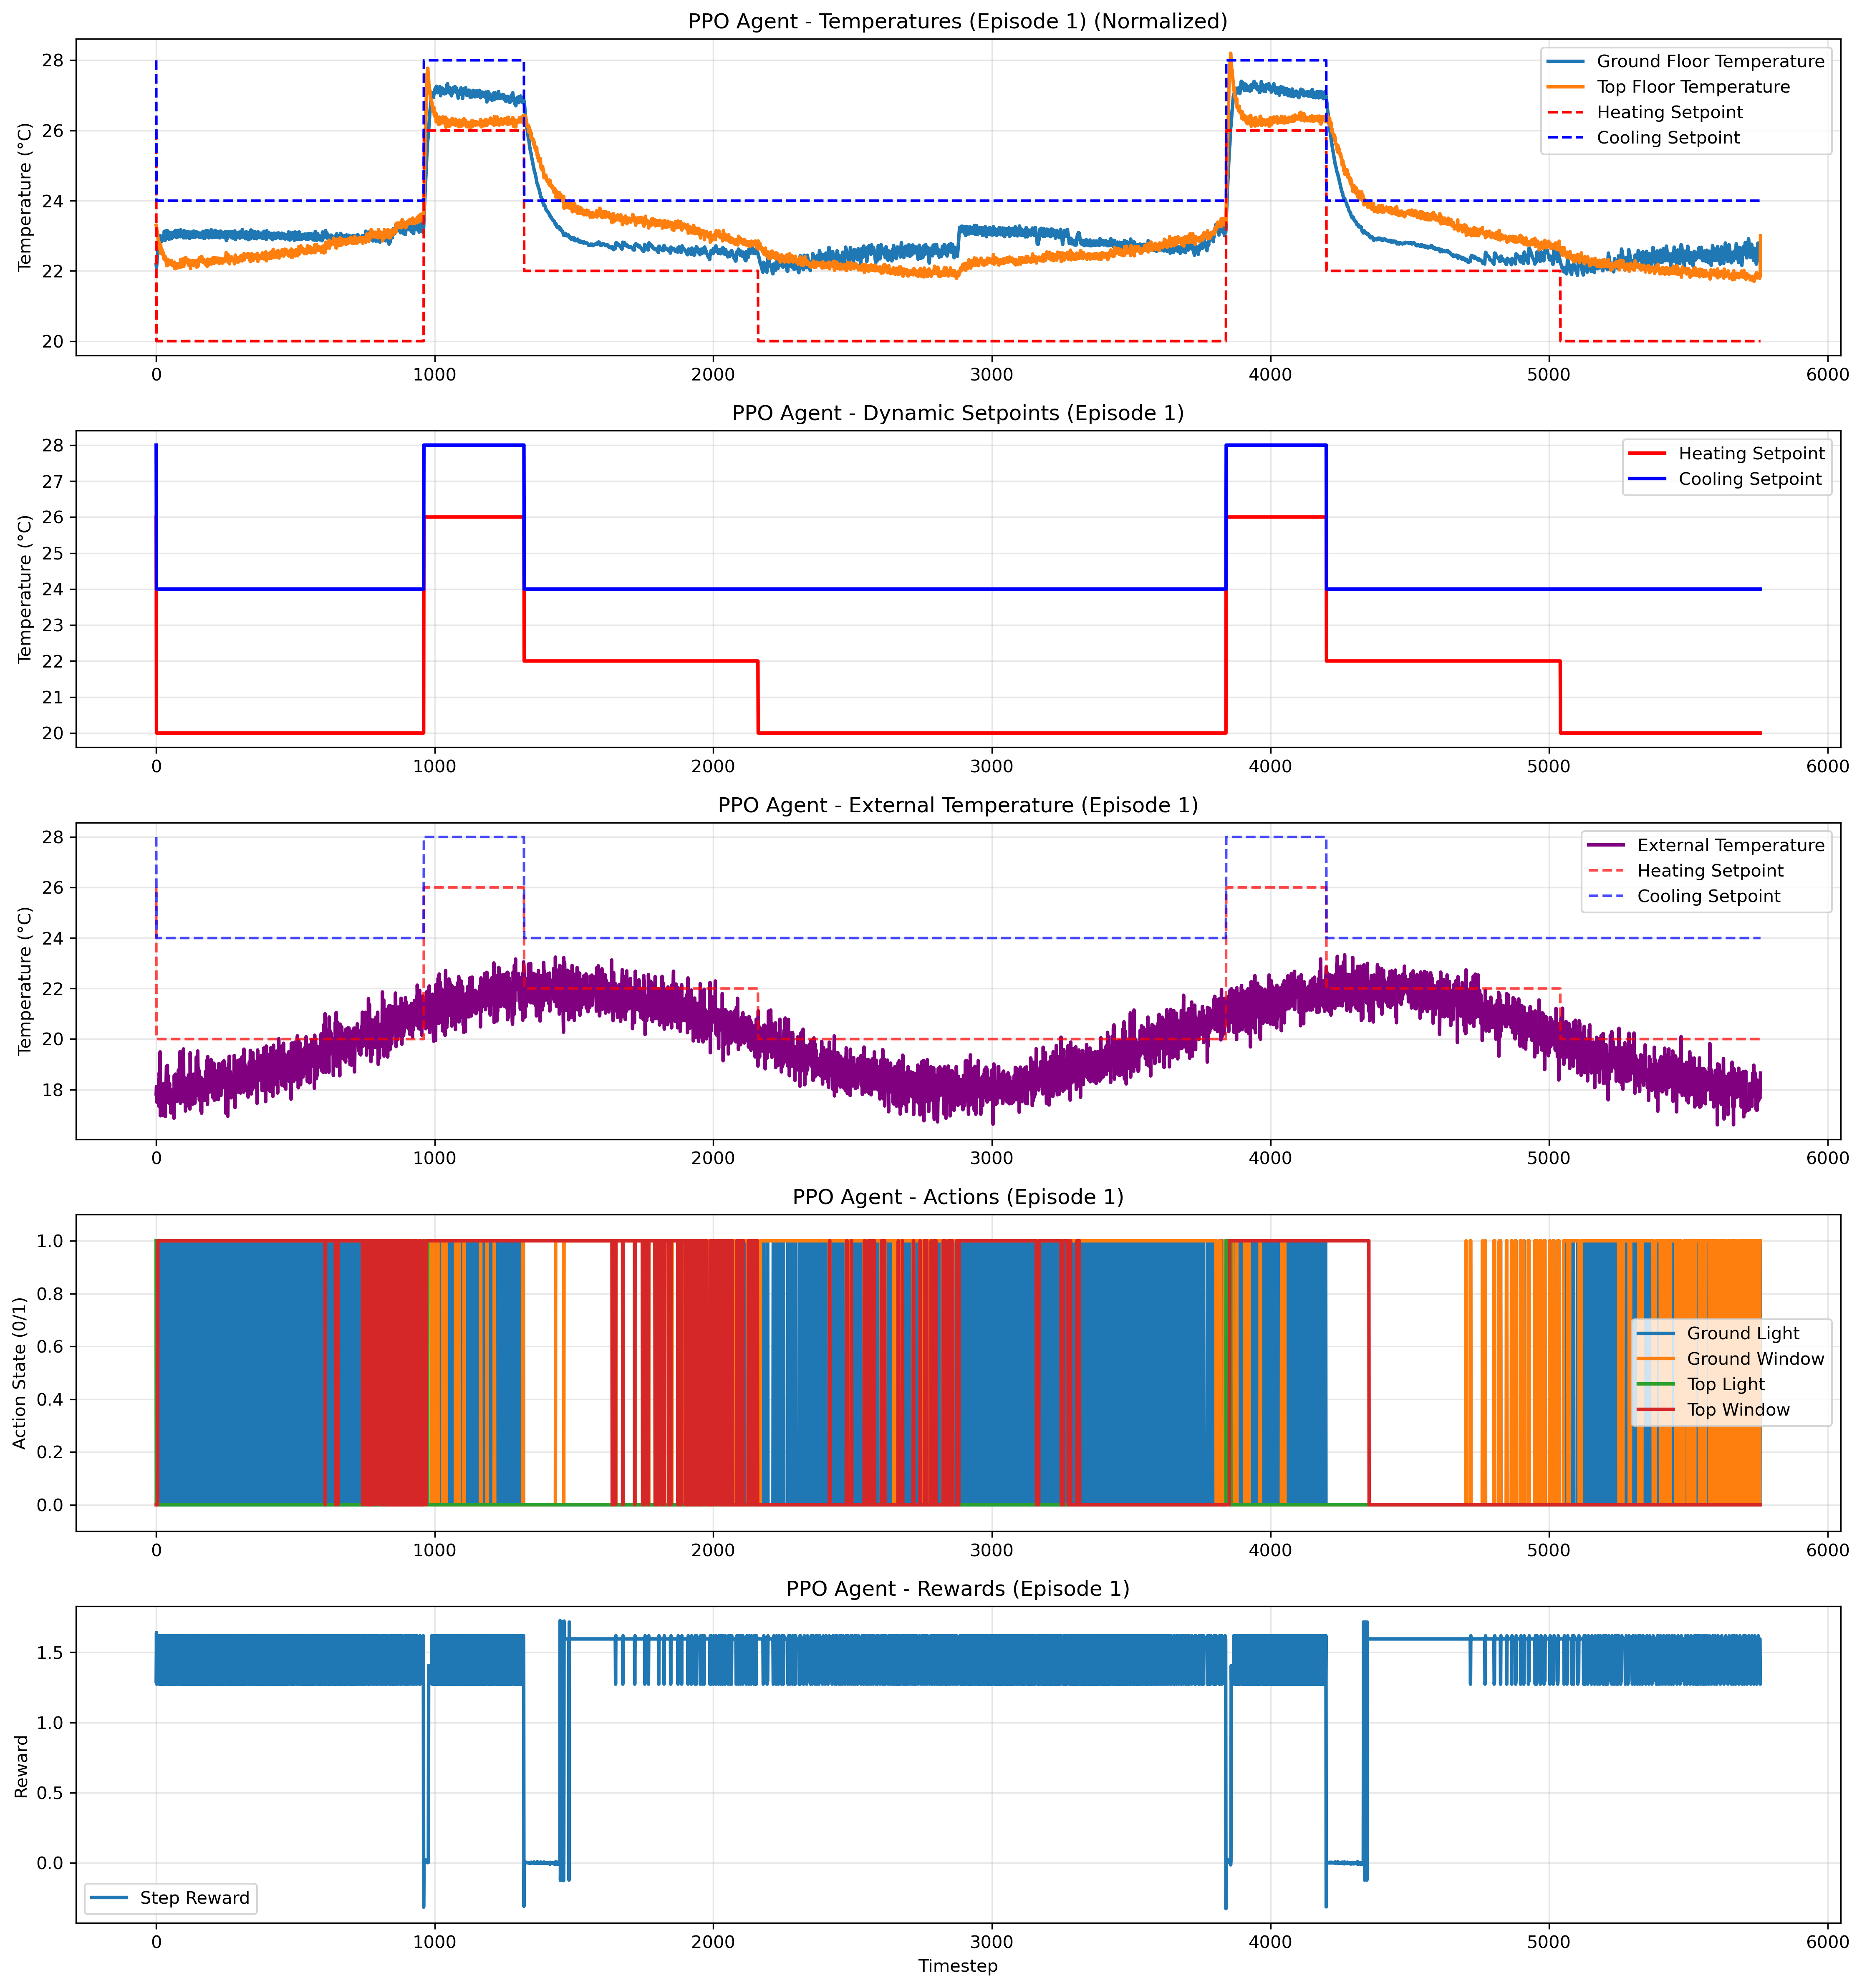 PPO Agent - Temperatures (Episode 1) (Normalized)
Temperature (°C)
28
26
24
22
20
Ground Floor Temperature
Top Floor Temperature
Heating Setpoint
Cooling Setpoint
0 1000 2000 3000 4000 5000 6000
PPO Agent - Dynamic Setpoints (Episode 1)
Temperature (°C)
28
27
26
25
24
23
22
21
20
Heating Setpoint
Cooling Setpoint
0 1000 2000 3000 4000 5000 6000
PPO Agent - External Temperature (Episode 1)
Temperature (°C)
28
26
24
22
20
18
External Temperature
Heating Setpoint
Cooling Setpoint
0 1000 2000 3000 4000 5000 6000
PPO Agent - Actions (Episode 1)
Action State (0/1)
1.0
0.8
0.6
0.4
0.2
0.0
Ground Light
Ground Window
Top Light
Top Window
0 1000 2000 3000 4000 5000 6000
PPO Agent - Rewards (Episode 1)
Reward
1.5
1.0
0.5
0.0
Step Reward
0 1000 2000 3000 4000 5000 6000
Timestep